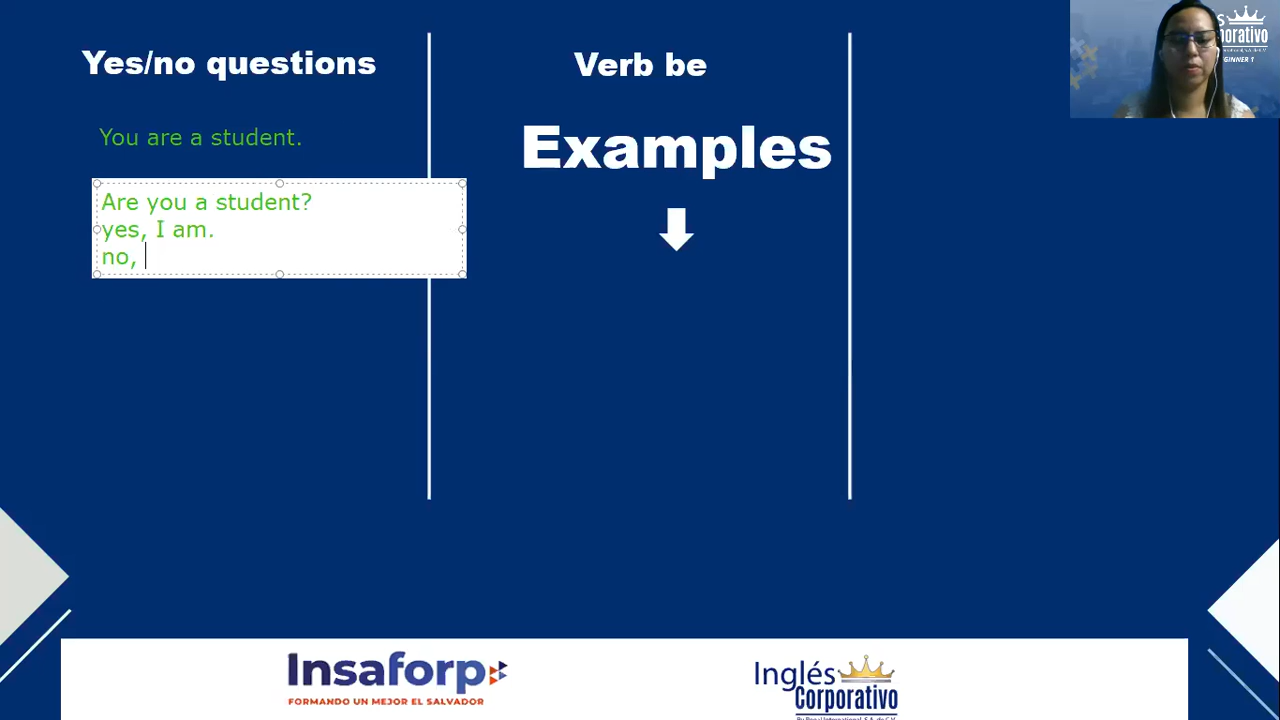 Yes/no questions
Verb be
You are a student.
Examples
Are you a student?
yes, I am.
no,
Insaforp
FORMANDO UN MEJOR EL SALVADOR
Inglés
Corporativo